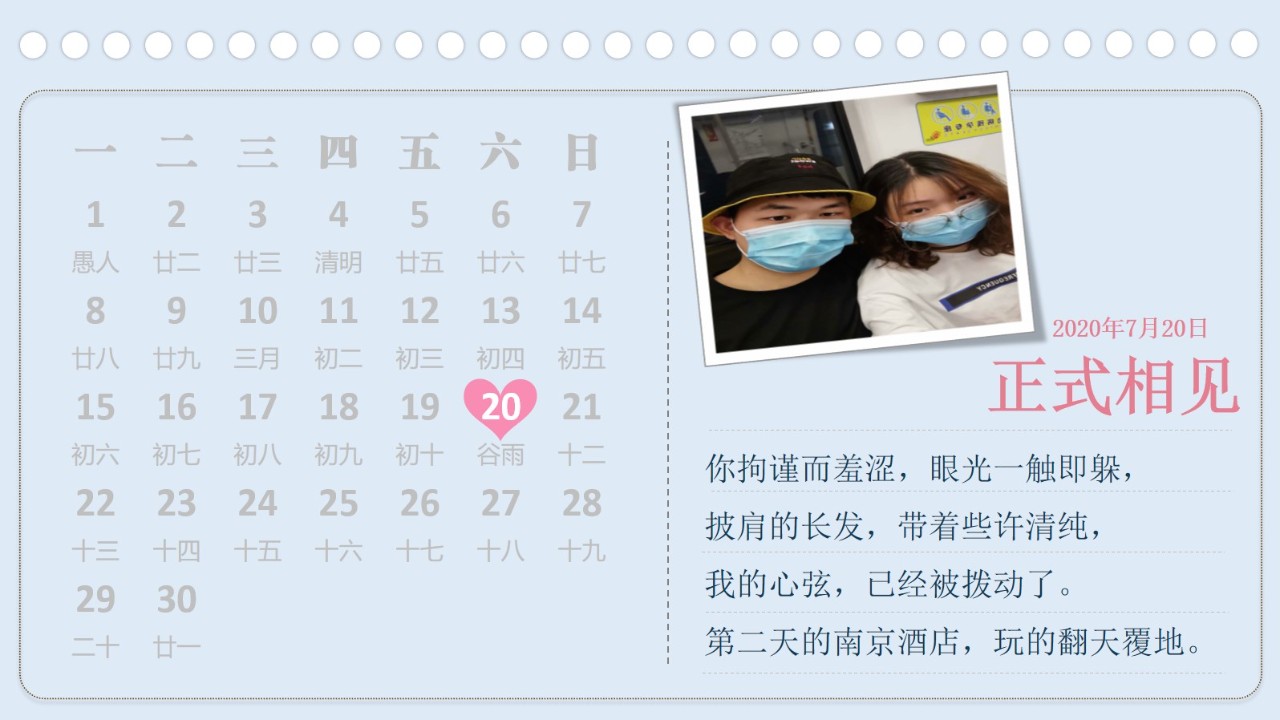 一 二 三 四 五 六 日
1 2 3 4 5 6 7
愚人 廿二 廿三 清明 廿五 廿六 廿七
8 9 10 11 12 13 14
廿八 廿九 三月 初二 初三 初四 初五
15 16 17 18 19 20 21
初六 初七 初八 初九 初十 谷雨 十二
22 23 24 25 26 27 28
十三 十四 十五 十六 十七 十八 十九
29 30
二十 廿一
2020年7月20日
正式相见
你拘谨而羞涩，眼光一触即躲，
披肩的长发，带着些许清纯，
我的心弦，已经被拨动了。
第二天的南京酒店，玩的翻天覆地。